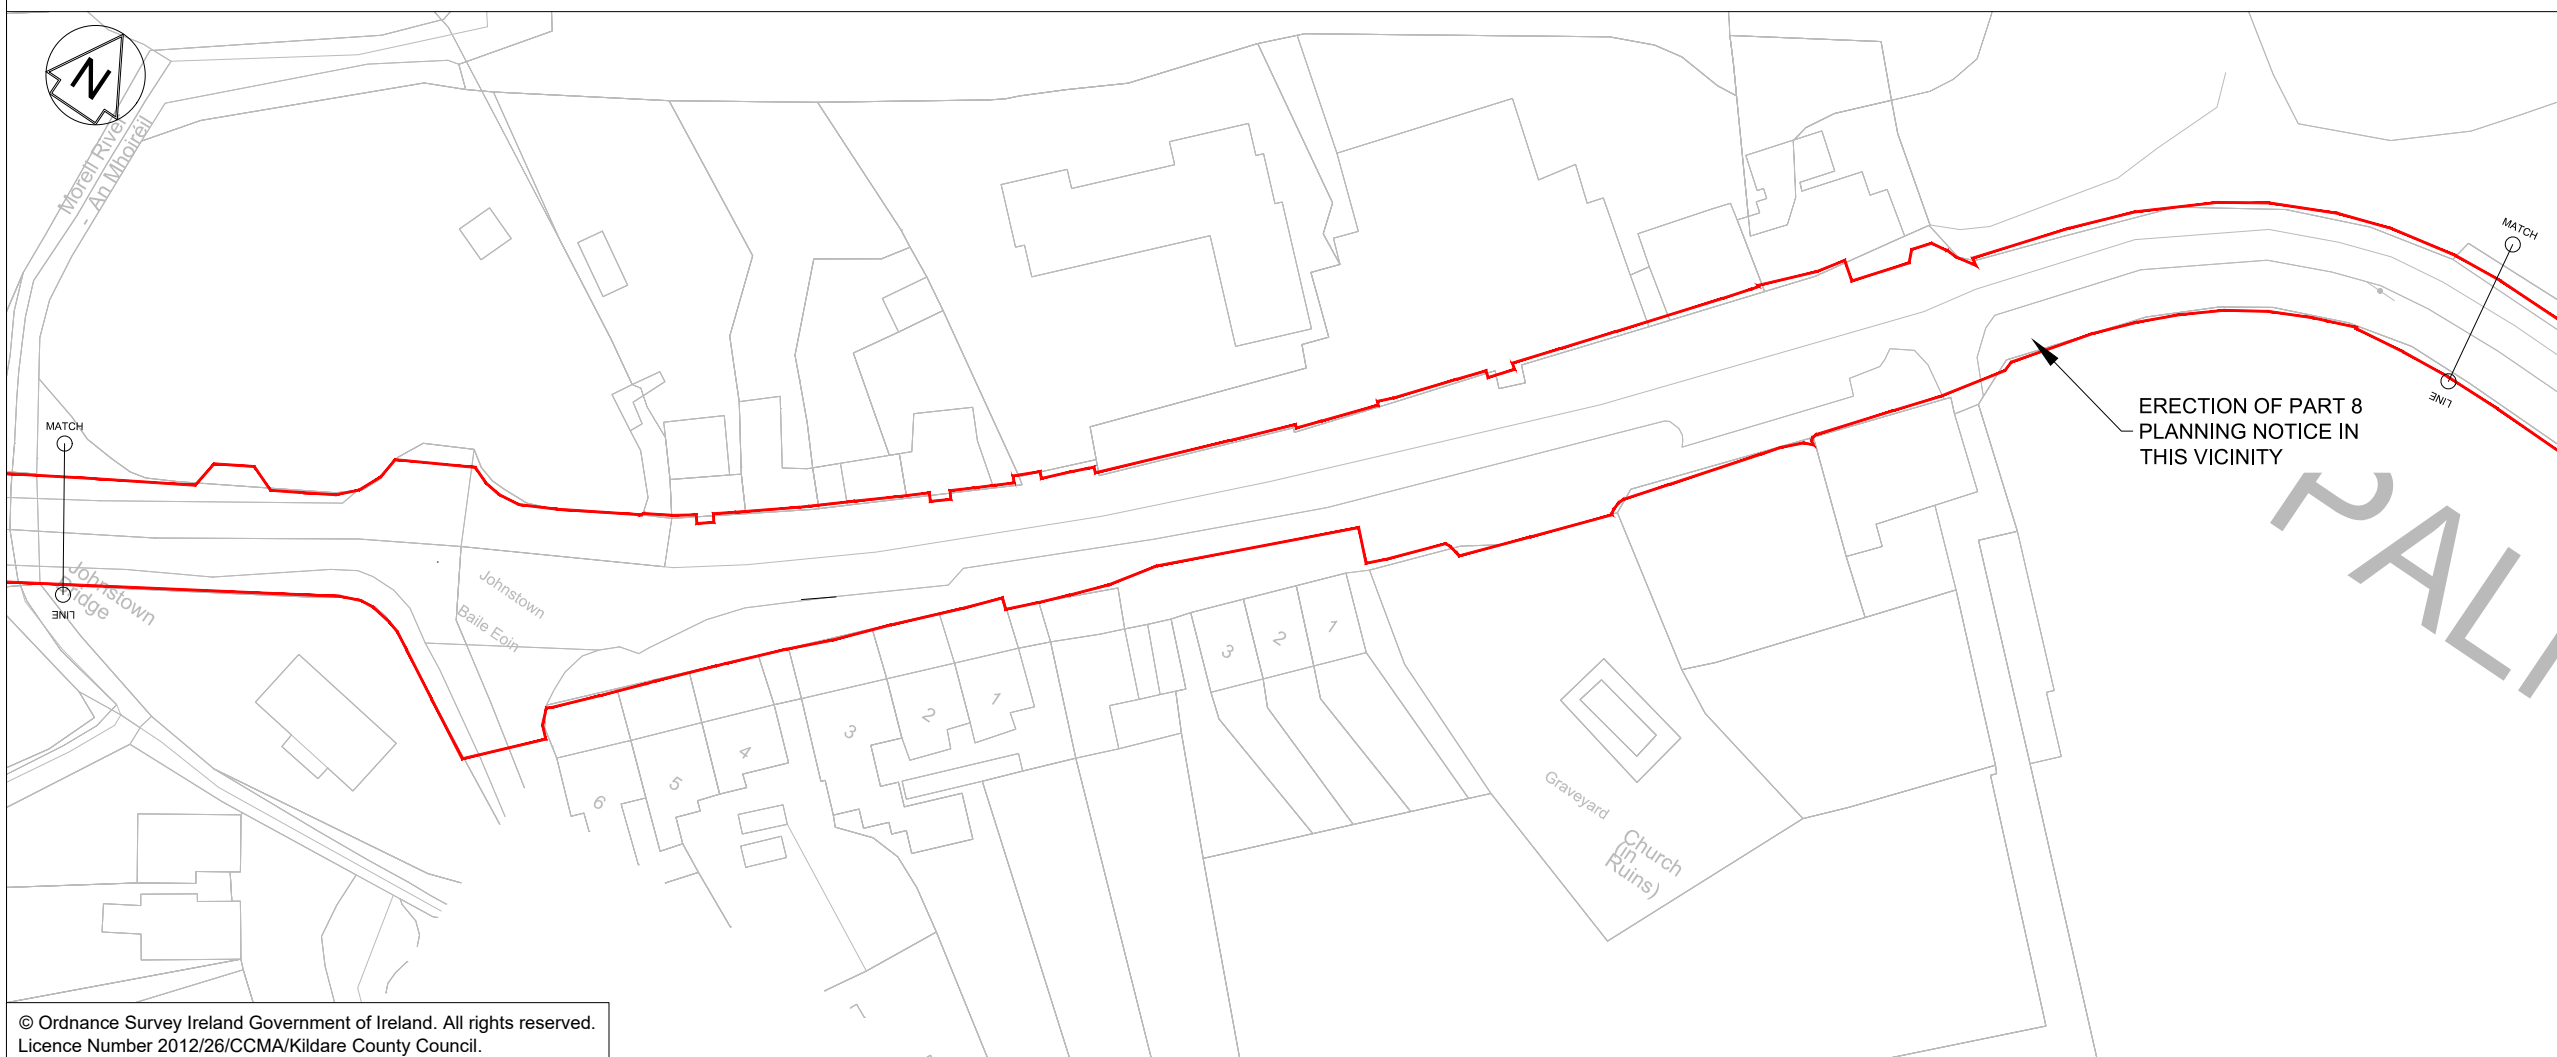 N
Morell River
- An Mhoiréil
MATCH
LINE
Johnstown
Bridge
Johnstown
Baile Eoin
6
5
4
3
2
1
3
2
1
7
Graveyard
Church
(in
Ruins)
MATCH
LINE
ERECTION OF PART 8
PLANNING NOTICE IN
THIS VICINITY
PALM
© Ordnance Survey Ireland Government of Ireland. All rights reserved.
Licence Number 2012/26/CCMA/Kildare County Council.